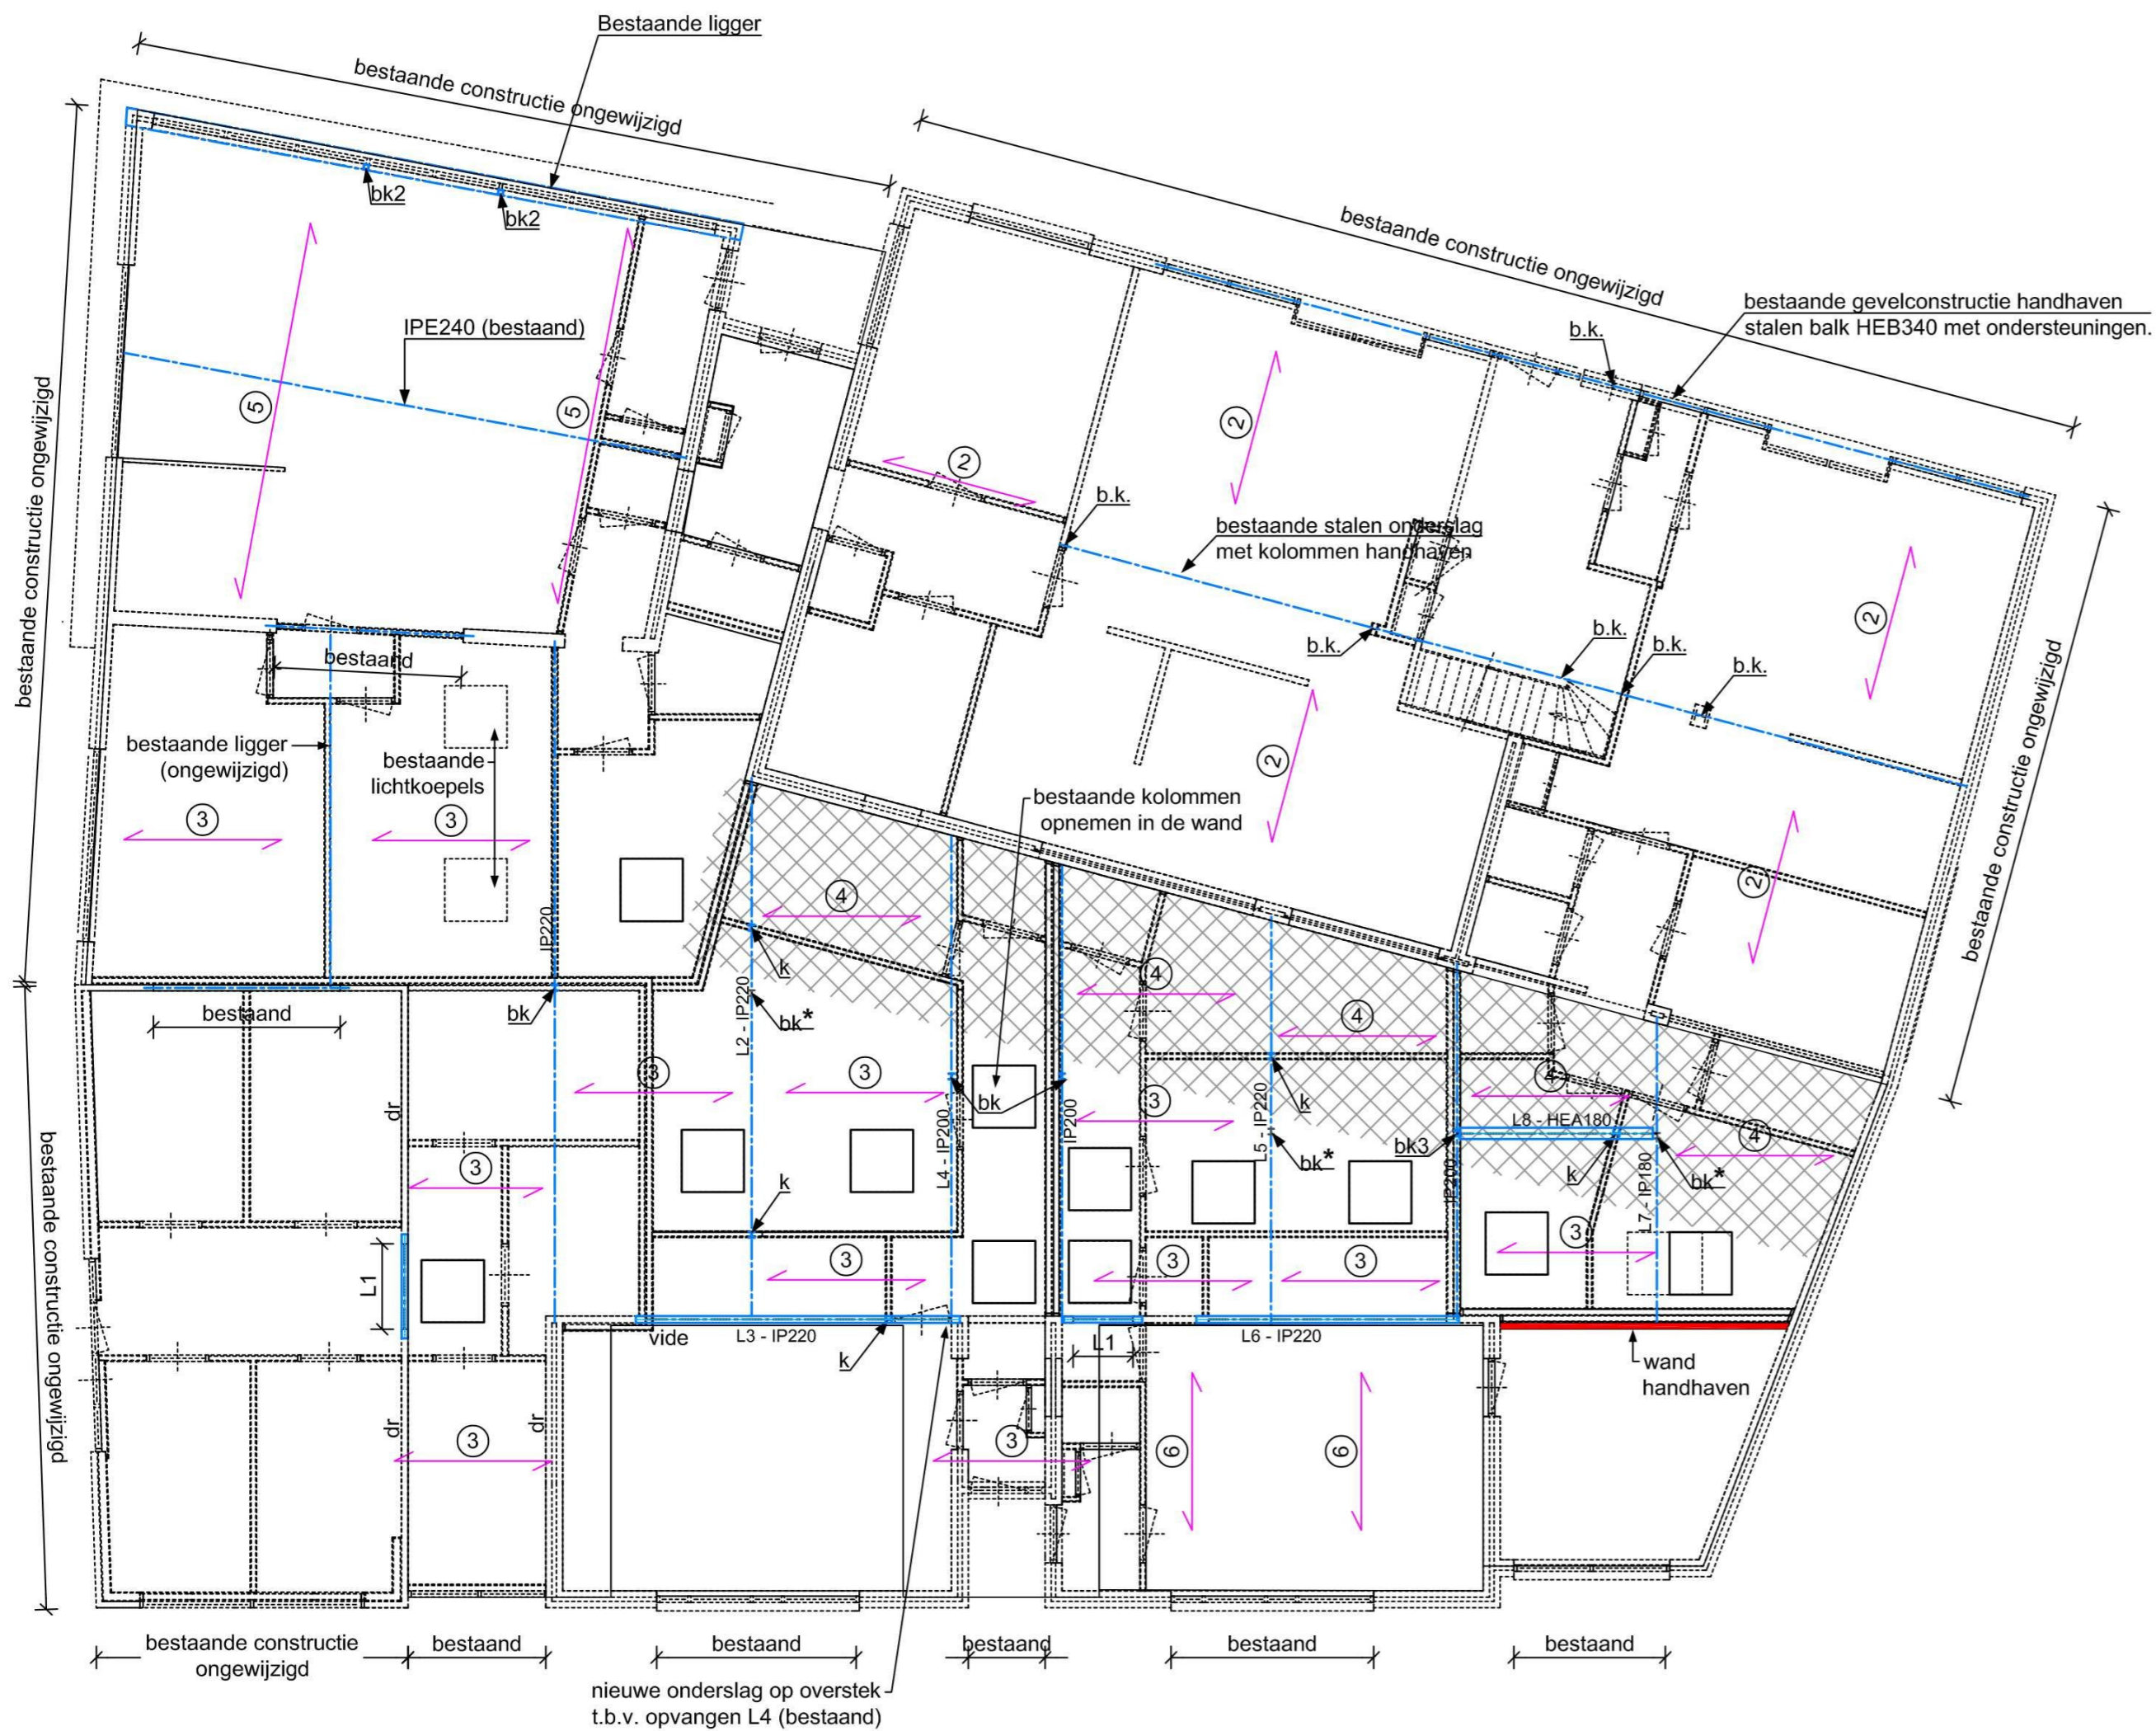 Bestaande ligger
bestaande constructie ongewijzigd
bestaande constructie ongewijzigd
bk2
bk2
bestaande gevelconstructie handhaven
stalen balk HEB340 met ondersteuningen.
b.k.
IPE240 (bestaand)
5
5
2
2
bestaande constructie ongewijzigd
b.k.
bestaande stalen onderslag
met kolommen handhaven
2
b.k.
b.k.
b.k.
b.k.
bestaand
bestaande constructie ongewijzigd
bestaande ligger
(ongewijzigd)
bestaande
lichtkoepels
2
bestaande kolommen
opnemen in de wand
3
3
2
4
IP220
k
4
bestaand
bk
L2 - IP220
bk*
4
3
3
4
bk
k
L8 - HEA180
dr
IP200
3
L5 - IP220
bk3
4
L4 - IP200
bk*
k
bk*
3
k
IP200
L7 - IP180
3
bestaande constructie ongewijzigd
L1
3
3
3
vide
L3 - IP220
k
L1
L6 - IP220
wand
handhaven
dr
3
dr
3
6
6
bestaande constructie
ongewijzigd
bestaand
bestaand
bestaand
bestaand
bestaand
nieuwe onderslag op overstek
t.b.v. opvangen L4 (bestaand)